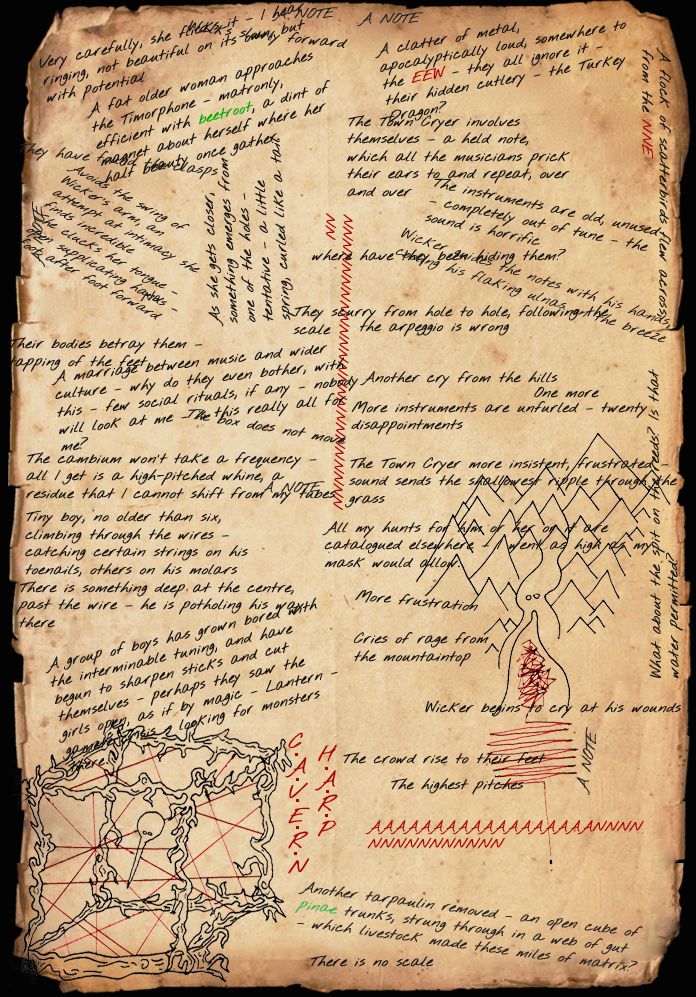 A NOTE
A NOTE
Very carefully, she flicks it - I hear
ringing, not beautiful on its own, but
with potential
hurry forward
A fat older woman approaches
the Timorphone - matronly,
efficient with beetroot, a dint of
magnet about herself where her
half beauty once gather
They have
clasps
Avoids the swing of
Wicker's arm, an
attempt at intimacy she
finds incredible
she clucks her tongue -
open supplicating hands -
foot after foot forward
A NOTE
As she gets closer,
something emerges from
one of the holes -
tentative - a little
spring, curled like a tail
Their bodies betray them -
tapping of the feet
A marriage between music and wider
culture - why do they even bother, with
this - few social rituals, if any - nobody
will look at me - Is this really all for
me?
The box does not move
The cambium won't take a frequency -
all I get is a high-pitched whine, a
residue that I cannot shift from my tubes
A NOTE
Tiny boy, no older than six,
climbing through the wires -
catching certain strings on his
toenails, others on his molars
There is something deep at the centre,
past the wire - he is potholing his way
there
A group of boys has grown bored with
the interminable tuning, and have
begun to sharpen sticks and cut
themselves - perhaps they saw the
girls open, as if by magic - Lantern -
looking for monsters
there
C.A.V.E.R.N
H.A.R.P
A clatter of metal,
apocalyptically loud, somewhere to
the EEW - they all ignore it -
their hidden cutlery - the Turkey
Dragon?
The Town Cryer involves
themselves - a held note,
which all the musicians prick
their ears to and repeat, over
and over
The instruments are old, unused
- completely out of tune - the
sound is horrific
where have they been hiding them?
Wicker rides the notes with his hands,
his flaking ulnas the breeze
They scurry from hole to hole, following the
scale
the arpeggio is wrong
NN
NNNNNNNNNNNNNNNNNNNNNNNN
Another cry from the hills
One more
More instruments are unfurled - twenty
disappointments
The Town Cryer more insistent, frustrated -
sound sends the shallowest ripple through the
grass
All my hunts for him or her or it are
catalogued elsewhere - I went as high as my
mask would allow
More frustration
Cries of rage from
the mountaintop
Wicker begins to cry at his wounds
The crowd rise to their feet
The highest pitches
A NOTE
AAAAAAAAAAAAAAAAAAANNNN
NNNNNNNNNNNN
Another tarpaulin removed - an open cube of
pinae trunks, strung through in a web of gut
- which livestock made these miles of matrix?
There is no scale
A flock of scatterbirds flew across
from the NNE
What about the spit on the reeds? Is that
water permitted?